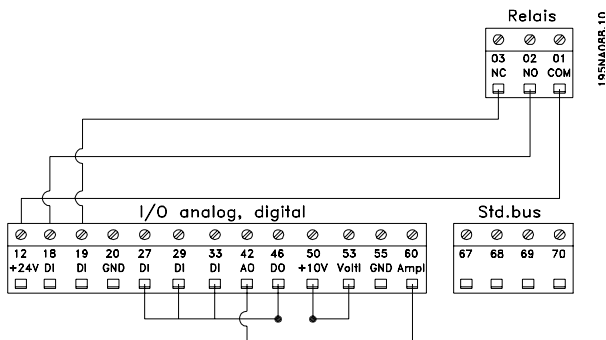 Relais
03 02 01
NC NO COM
195NA08B.10
I/O analog, digital
12 18 19 20 27 29 33 42 46 50 53 55 60
+24V DI DI GND DI DI DI AO DO +10V Volti GND Ampl
Std.bus
67 68 69 70